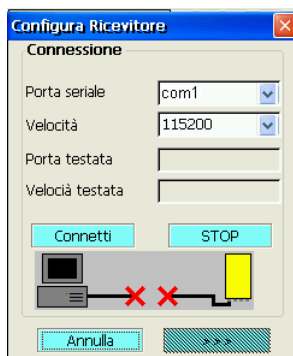 Configura Ricevitore
Connessione
Porta seriale com1
Velocità 115200
Porta testata
Velocià testata
Connetti STOP
Annulla >>>